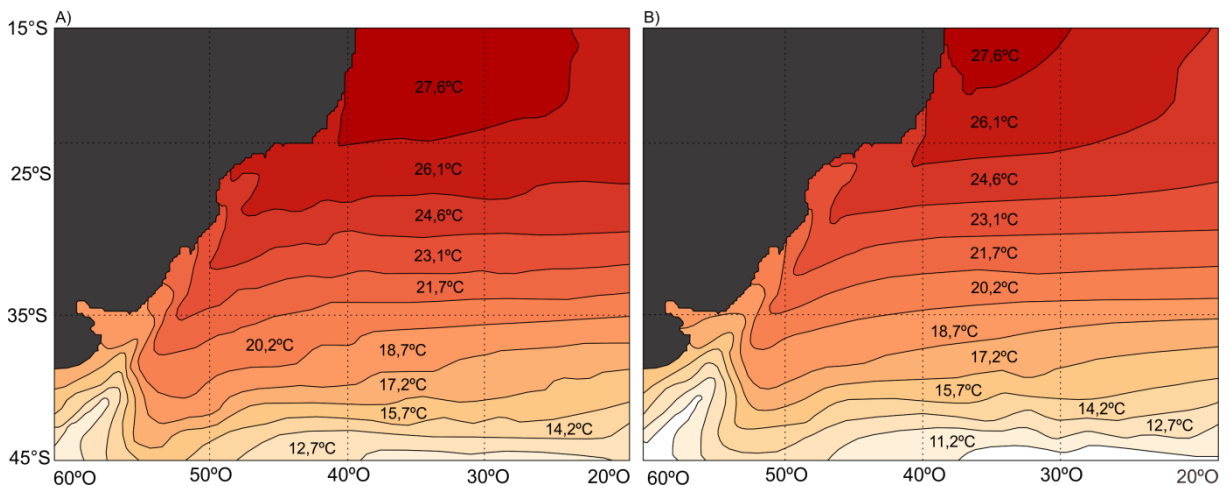 A)
B)
15°S
25°S
35°S
45°S
27,6ºC
26,1ºC
24,6ºC
23,1ºC
21,7ºC
20,2ºC
18,7ºC
17,2ºC
15,7ºC
14,2ºC
12,7ºC
60ºO
50ºO
40ºO
30ºO
20ºO
27,6ºC
26,1ºC
24,6ºC
23,1ºC
21,7ºC
20,2ºC
18,7ºC
17,2ºC
15,7ºC
14,2ºC
12,7ºC
11,2ºC
60ºO
50ºO
40ºO
30ºO
20ºO